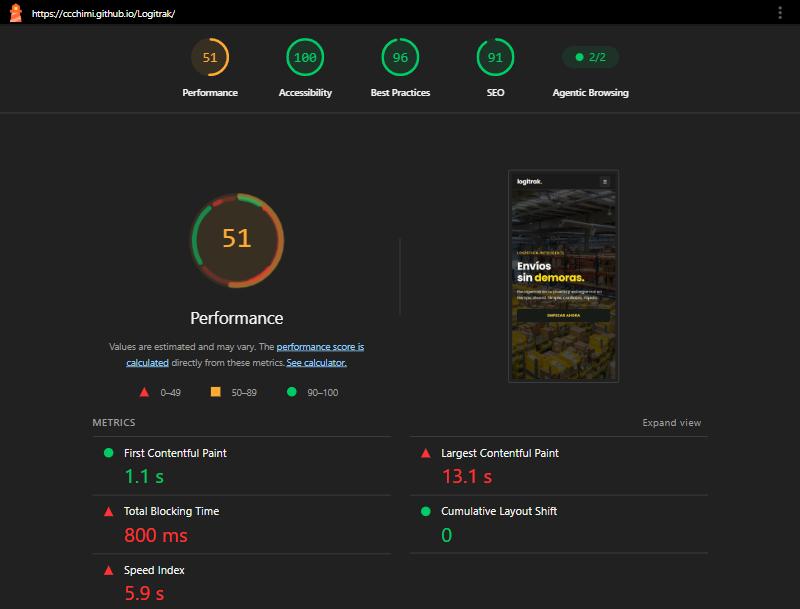 https://ccchimi.github.io/Logitrak/
51
100
96
91
2/2
Performance
Accessibility
Best Practices
SEO
Agentic Browsing
51
Performance
Values are estimated and may vary. The performance score is
calculated directly from these metrics. See calculator.
0–49
50–89
90–100
logitrak.
LOGÍSTICA INTELIGENTE
Envíos
sin demoras.
EMPEZAR AHORA
METRICS
Expand view
First Contentful Paint
1.1 s
Largest Contentful Paint
13.1 s
Total Blocking Time
800 ms
Cumulative Layout Shift
0
Speed Index
5.9 s